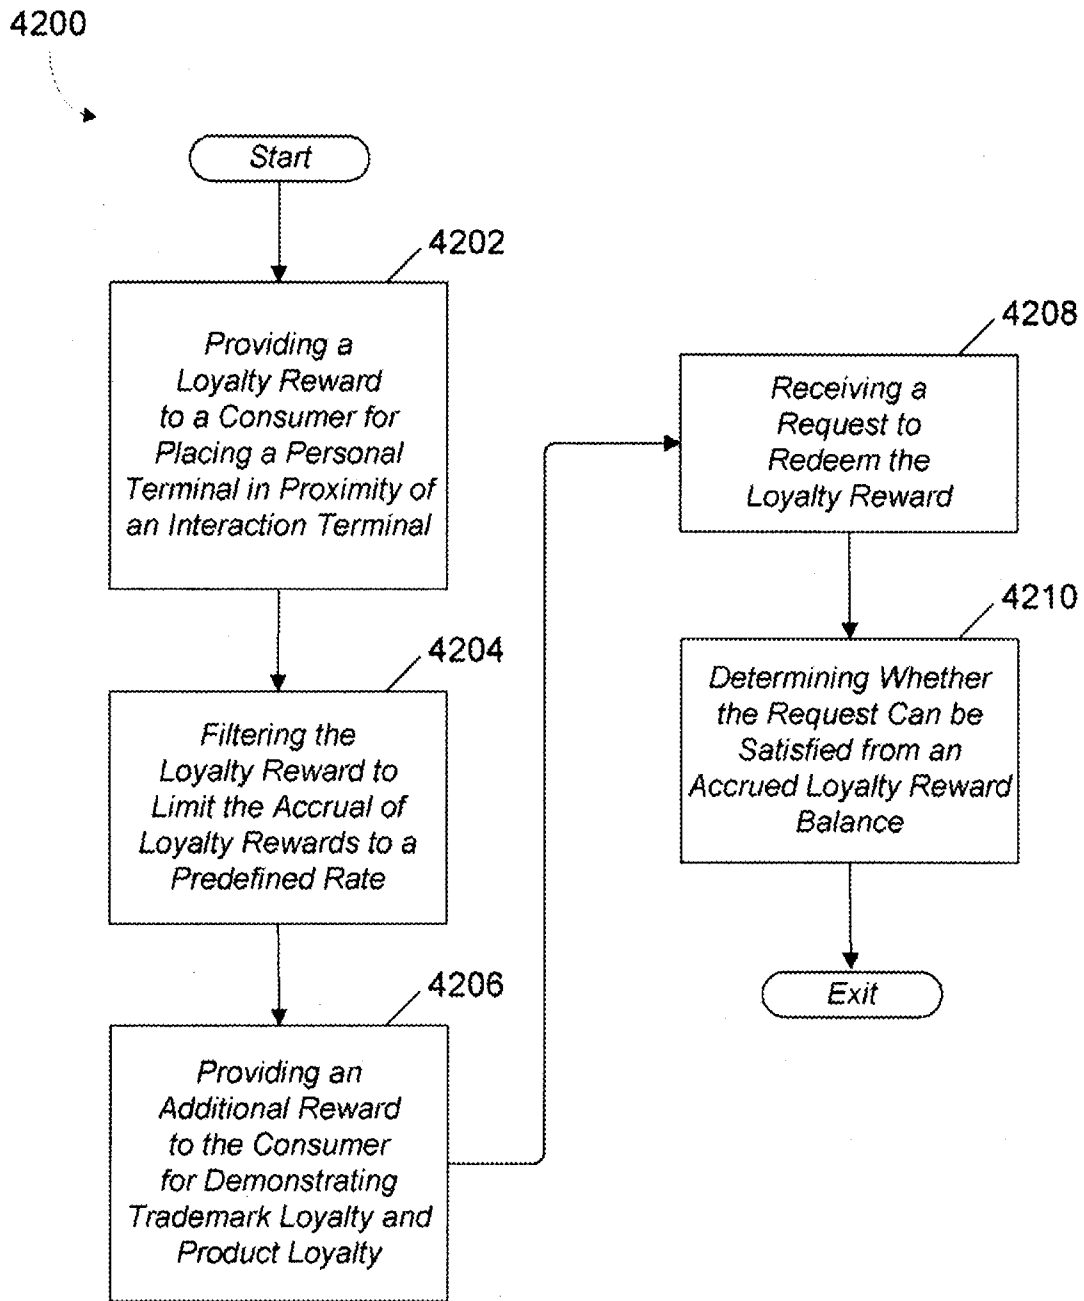 4200
Start
4202
Providing a
Loyalty Reward
to a Consumer for
Placing a Personal
Terminal in Proximity of
an Interaction Terminal
4204
Filtering the
Loyalty Reward to
Limit the Accrual of
Loyalty Rewards to a
Predefined Rate
4206
Providing an
Additional Reward
to the Consumer
for Demonstrating
Trademark Loyalty and
Product Loyalty
4208
Receiving a
Request to
Redeem the
Loyalty Reward
4210
Determining Whether
the Request Can be
Satisfied from an
Accrued Loyalty Reward
Balance
Exit